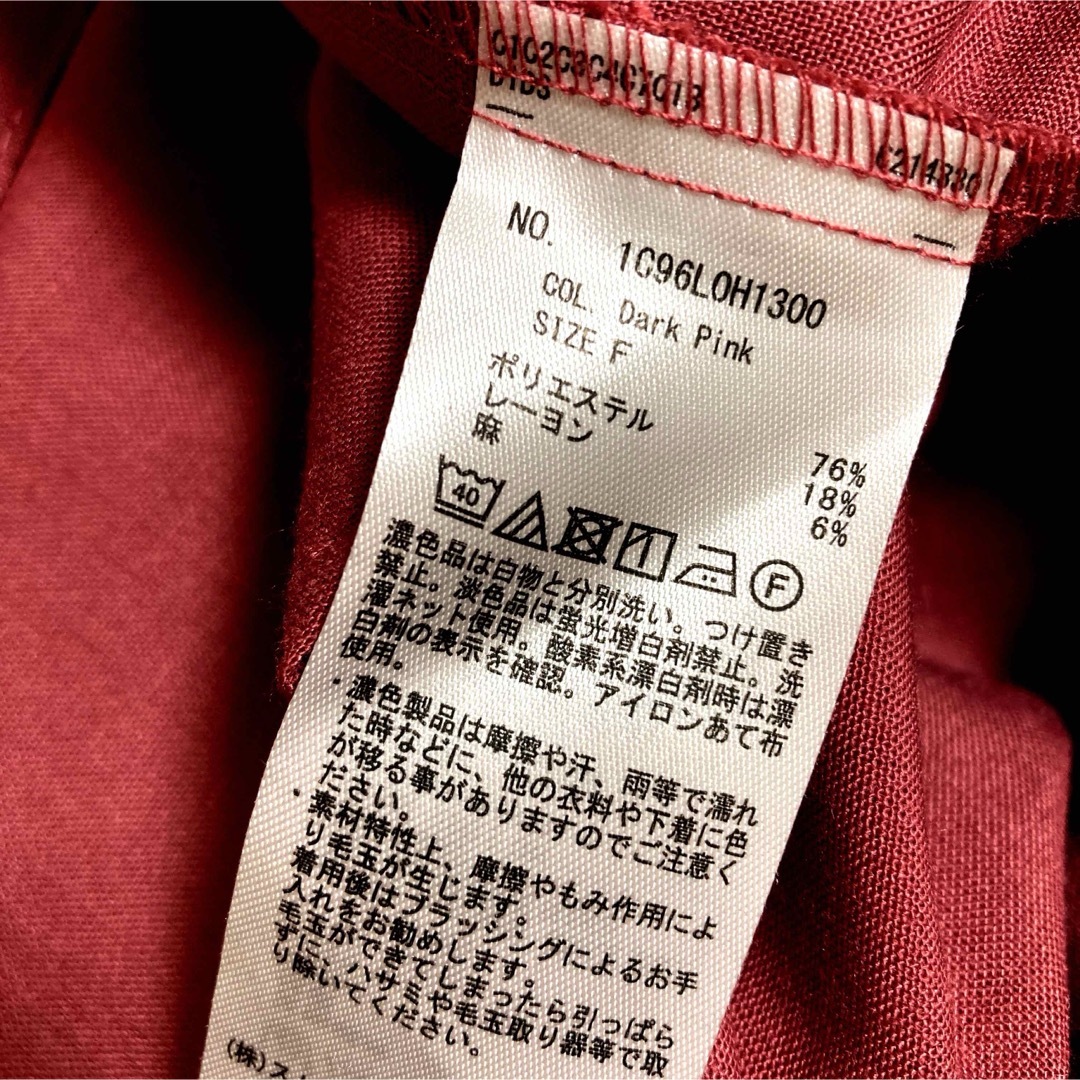 NO. 1C96L0H1300
COL. Dark Pink
SIZE F
ポリエステル 76%
レーヨン 18%
麻 6%
40
F
濃色品は白物と分別洗い。つけ置き
禁止。淡色品は蛍光増白剤禁止。洗
濯ネット使用。酸素系漂白剤時は漂
白剤の表示を確認。アイロンあて布
使用。
・濃色製品は摩擦や汗、雨等で濡れ
た時などに、他の衣料や下着に色
が移る事がありますのでご注意く
ださい。
・素材特性上、摩擦やもみ作用によ
り毛玉が生じます。
着用後はブラッシングによるお手
入れをお勧めします。
毛玉ができてしまったら引っぱら
ずに、ハサミや毛玉取り器等で取
り除いてください。
(株)ス